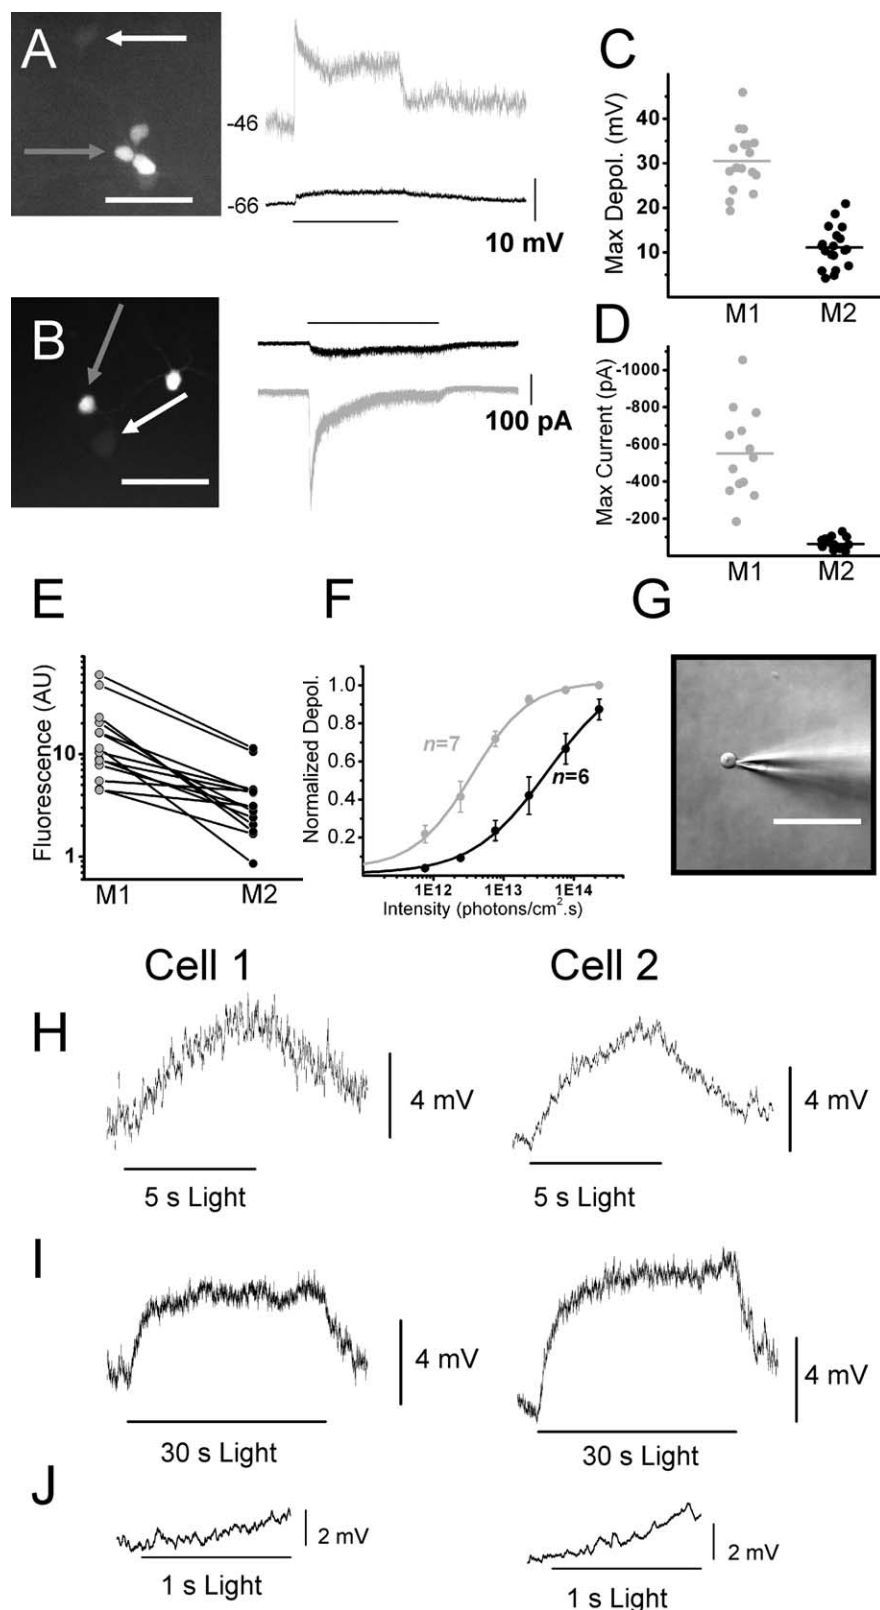 A
-46
-66
10 mV
B
100 pA
C
Max Depol. (mV)
40
30
20
10
M1
M2
D
Max Current (pA)
-1000
-800
-600
-400
-200
M1
M2
E
Fluorescence (AU)
10
1
M1
M2
F
Normalized Depol.
1.0
0.8
0.6
0.4
0.2
n=7
n=6
1E12
1E13
1E14
Intensity (photons/cm².s)
G
Cell 1
Cell 2
H
4 mV
4 mV
5 s Light
5 s Light
I
4 mV
4 mV
30 s Light
30 s Light
J
2 mV
2 mV
1 s Light
1 s Light